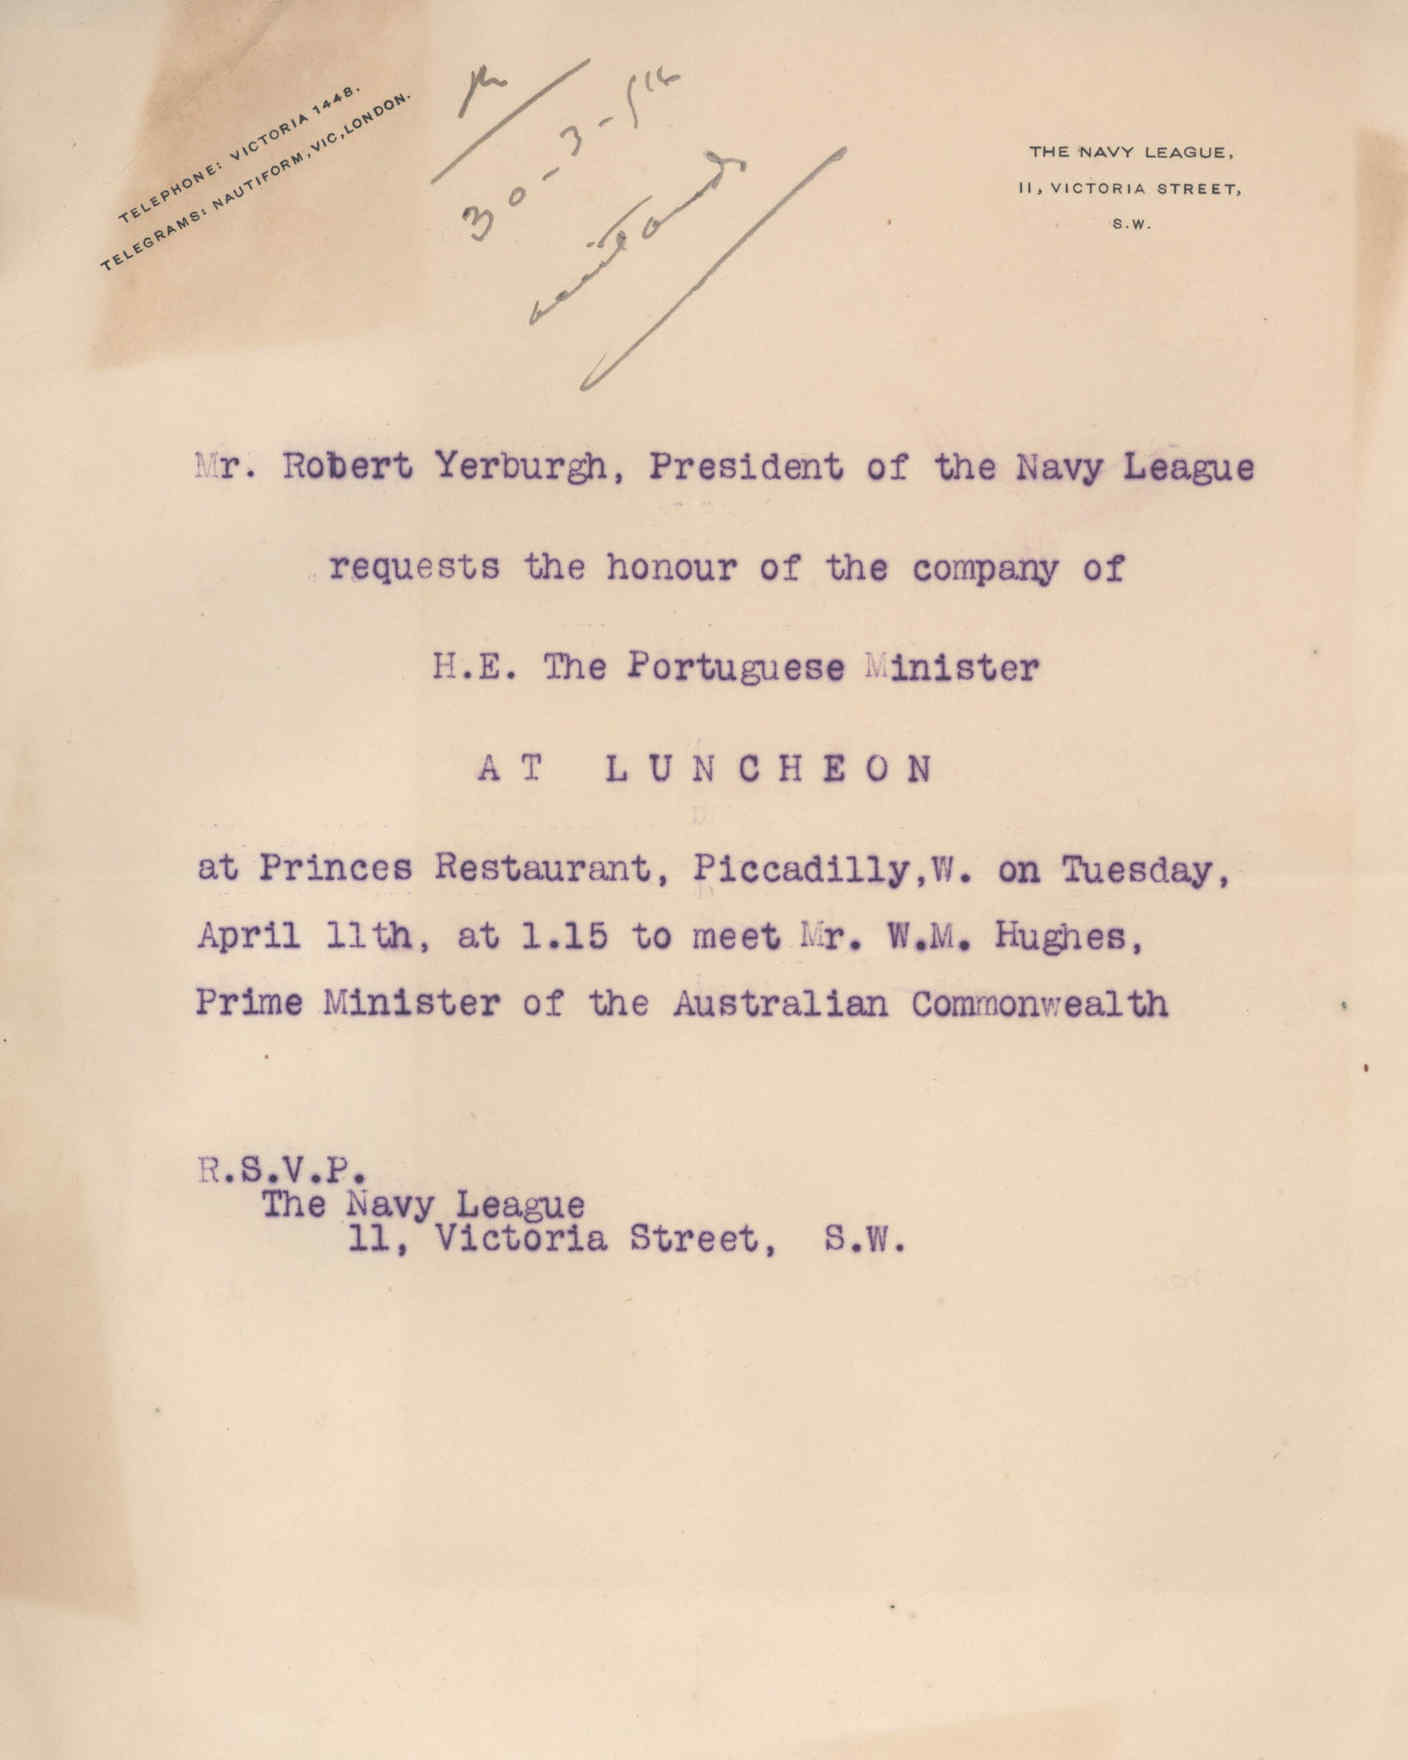 TELEPHONE: VICTORIA 1448.
TELEGRAMS: NAUTIFORM, VIC, LONDON.
30-3-
THE NAVY LEAGUE,
11, VICTORIA STREET,
S.W.
Mr. Robert Yerburgh, President of the Navy League
requests the honour of the company of
H.E. The Portuguese Minister
AT LUNCHEON
at Princes Restaurant, Piccadilly,W. on Tuesday,
April 11th, at 1.15 to meet Mr. W.M. Hughes,
Prime Minister of the Australian Commonwealth
R.S.V.P.
The Navy League
11, Victoria Street, S.W.